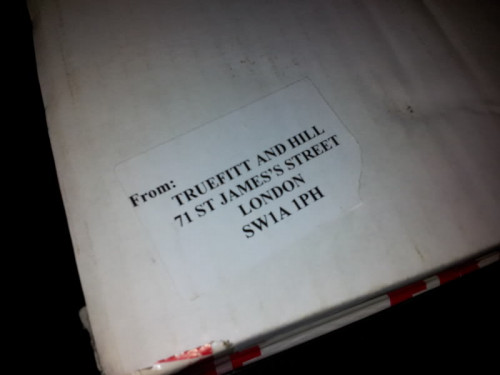 From:
TRUEFITT AND HILL
71 ST JAMES'S STREET
LONDON
SW1A 1PH